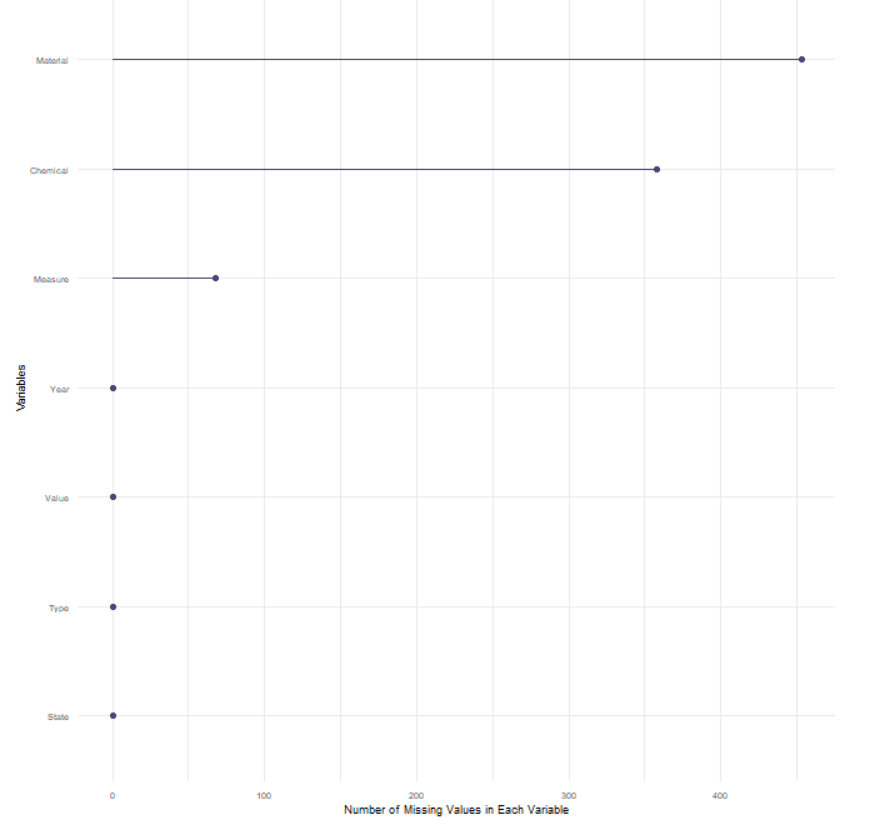 Material
Chemical
Measure
Year
Variables
Value
Type
State
0 100 200 300 400
Number of Missing Values in Each Variable